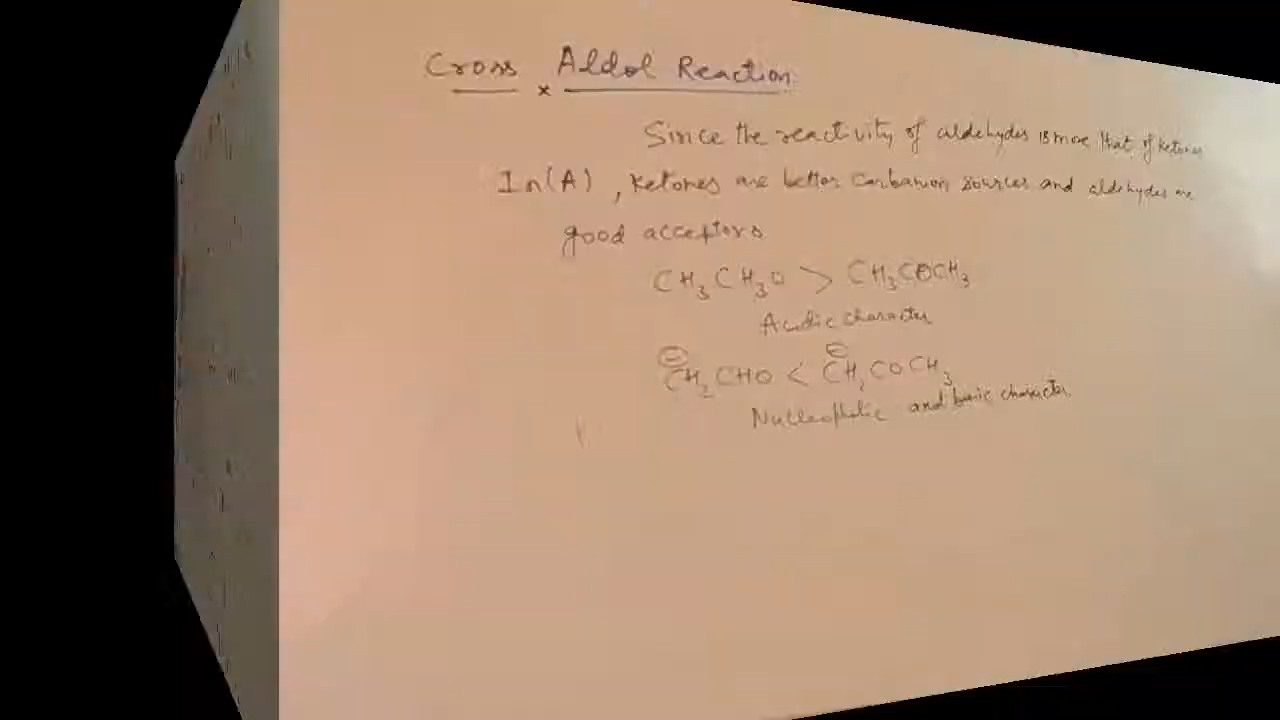 Cross Aldol Reaction
x
Since the reactivity of aldehydes is more that of ketones
In(A), ketones are better carbanion sources and aldehydes are
good acceptors
CH3CH3O > CH3COCH3
Acidic character
⊖ ⊖
CH2CHO < CH2COCH3
Nucleophilic and basic character